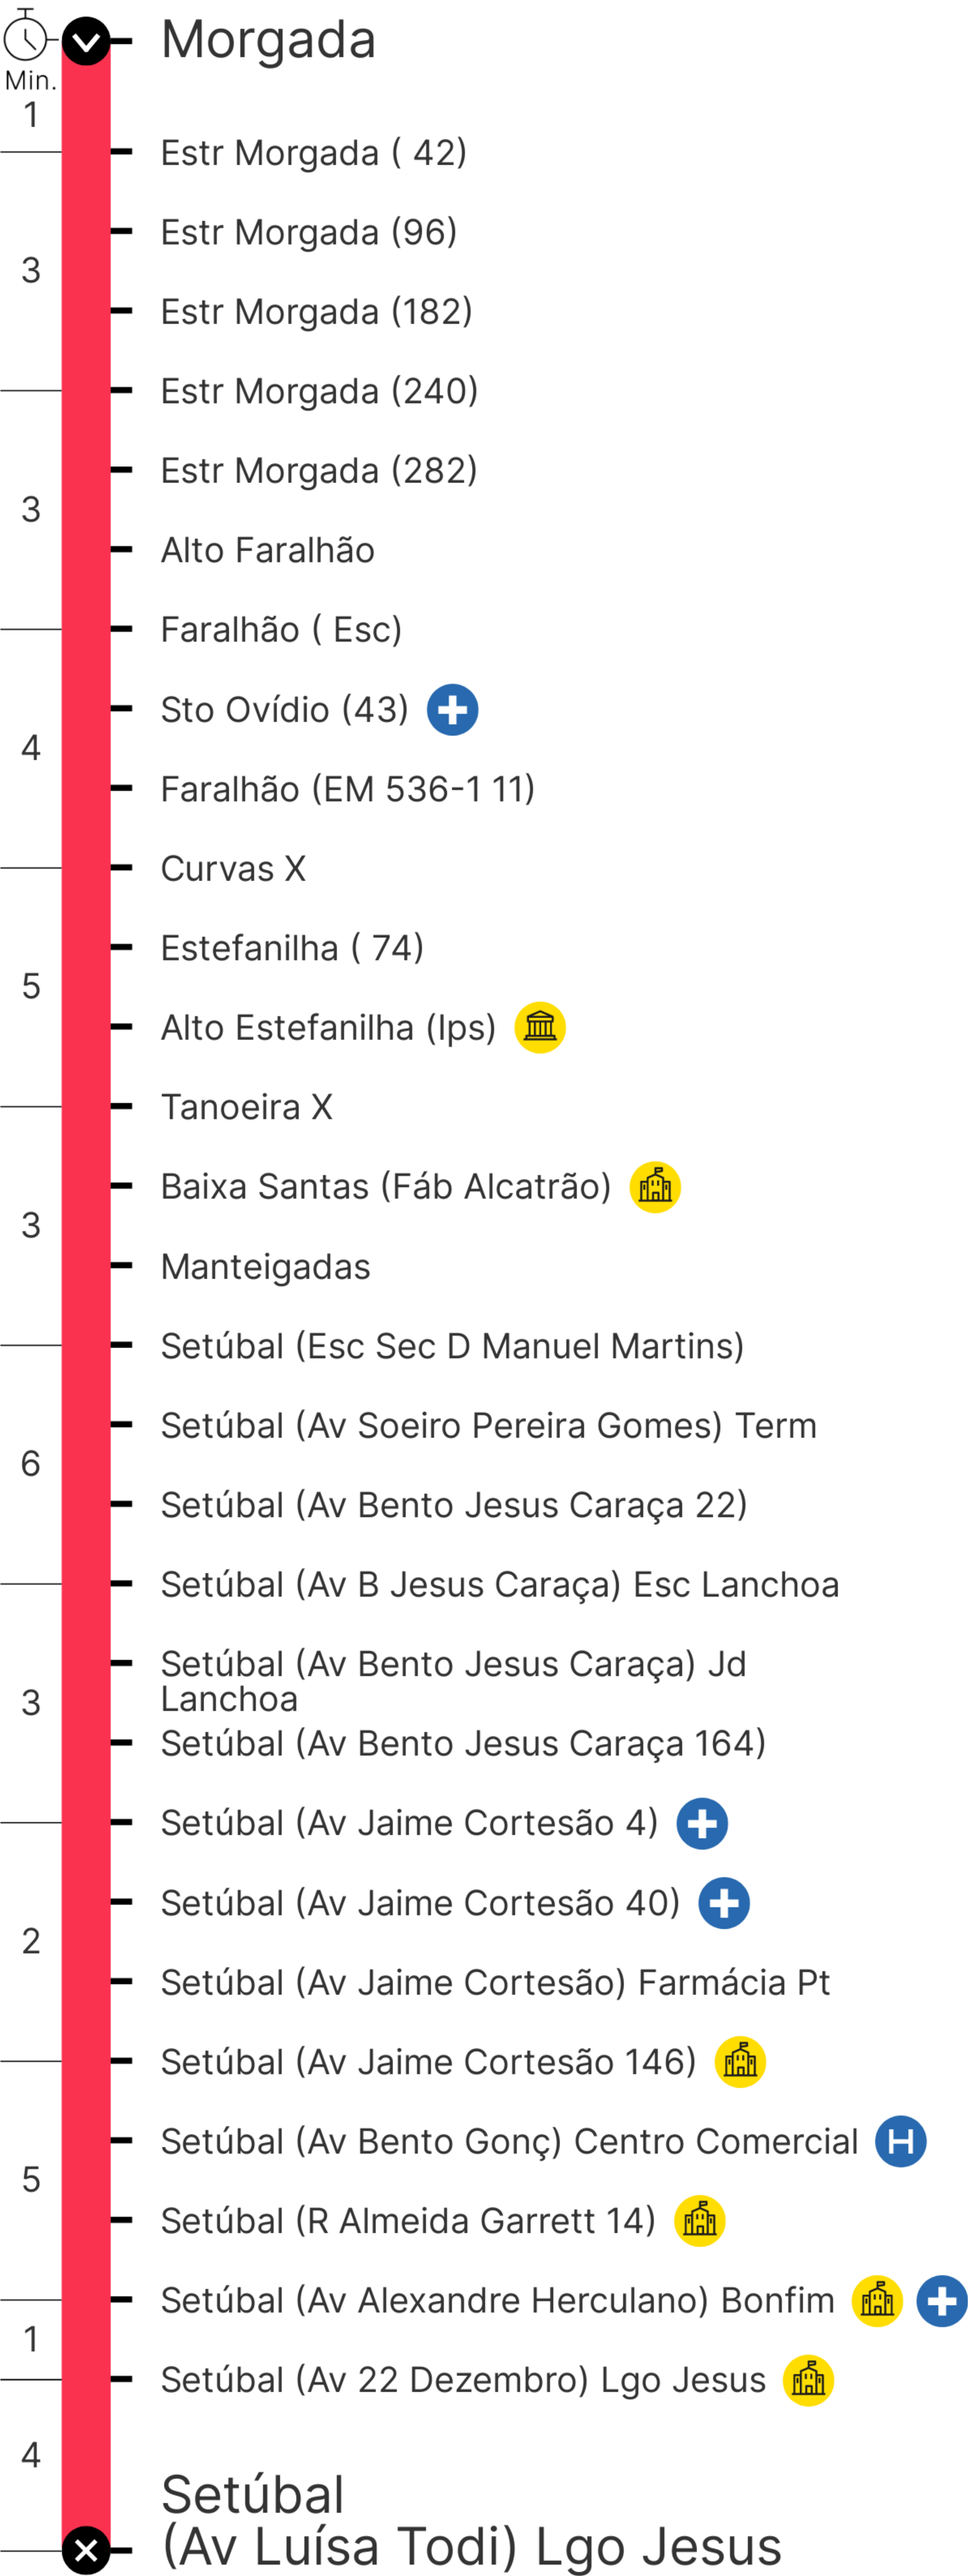 Morgada
Min.
1
Estr Morgada ( 42)
Estr Morgada (96)
3
Estr Morgada (182)
Estr Morgada (240)
Estr Morgada (282)
3
Alto Faralhão
Faralhão ( Esc)
Sto Ovídio (43)
4
Faralhão (EM 536-1 11)
Curvas X
Estefanilha ( 74)
5
Alto Estefanilha (Ips)
Tanoeira X
Baixa Santas (Fáb Alcatrão)
3
Manteigadas
Setúbal (Esc Sec D Manuel Martins)
Setúbal (Av Soeiro Pereira Gomes) Term
6
Setúbal (Av Bento Jesus Caraça 22)
Setúbal (Av B Jesus Caraça) Esc Lanchoa
Setúbal (Av Bento Jesus Caraça) Jd
Lanchoa
3
Setúbal (Av Bento Jesus Caraça 164)
Setúbal (Av Jaime Cortesão 4)
Setúbal (Av Jaime Cortesão 40)
2
Setúbal (Av Jaime Cortesão) Farmácia Pt
Setúbal (Av Jaime Cortesão 146)
Setúbal (Av Bento Gonç) Centro Comercial H
5
Setúbal (R Almeida Garrett 14)
Setúbal (Av Alexandre Herculano) Bonfim
1
Setúbal (Av 22 Dezembro) Lgo Jesus
4
Setúbal
(Av Luísa Todi) Lgo Jesus